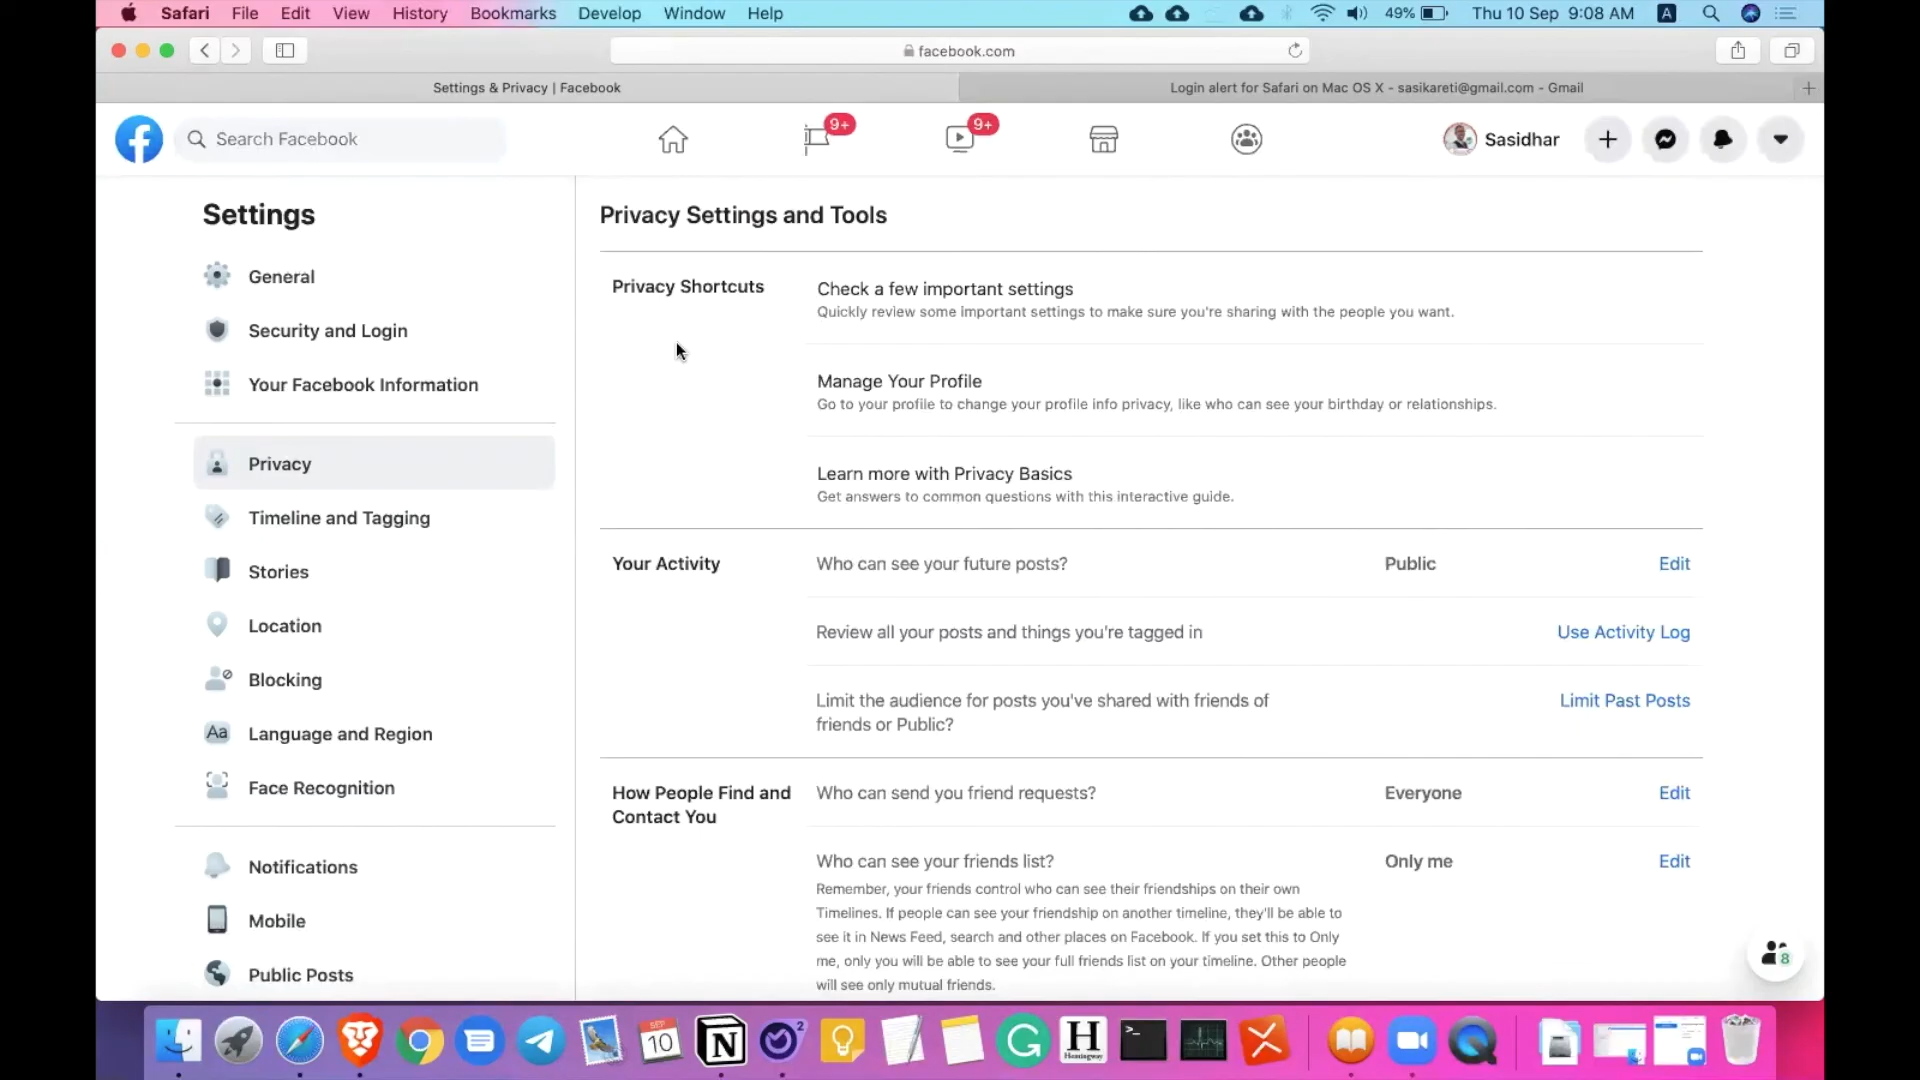 Safari File Edit View History Bookmarks Develop Window Help
49% Thu 10 Sep 9:08 AM A
facebook.com
Settings & Privacy | Facebook
Login alert for Safari on Mac OS X - sasikareti@gmail.com - Gmail
Search Facebook
9+
9+
Sasidhar
Settings
General
Security and Login
Your Facebook Information
Privacy
Timeline and Tagging
Stories
Location
Blocking
Aa Language and Region
Face Recognition
Notifications
Mobile
Public Posts
Privacy Settings and Tools
Privacy Shortcuts
Check a few important settings
Quickly review some important settings to make sure you're sharing with the people you want.
Manage Your Profile
Go to your profile to change your profile info privacy, like who can see your birthday or relationships.
Learn more with Privacy Basics
Get answers to common questions with this interactive guide.
Your Activity
Who can see your future posts? Public Edit
Review all your posts and things you're tagged in Use Activity Log
Limit the audience for posts you've shared with friends of
friends or Public?
Limit Past Posts
How People Find and
Contact You
Who can send you friend requests? Everyone Edit
Who can see your friends list? Only me Edit
Remember, your friends control who can see their friendships on their own
Timelines. If people can see your friendship on another timeline, they'll be able to
see it in News Feed, search and other places on Facebook. If you set this to Only
me, only you will be able to see your full friends list on your timeline. Other people
will see only mutual friends.
8
SEP
10
N
2
G
H
Hemingway
>_